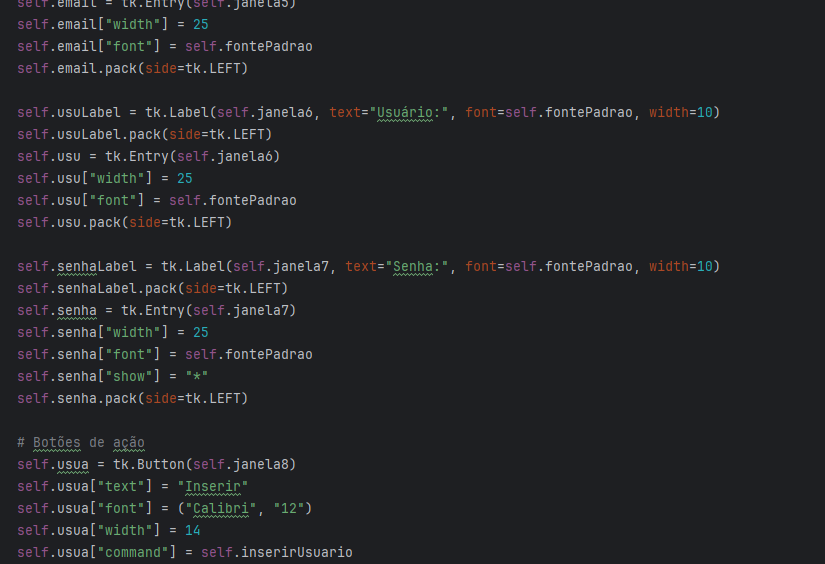 self.email = tk.Entry(self.janela5)
self.email["width"] = 25
self.email["font"] = self.fontePadrao
self.email.pack(side=tk.LEFT)

self.usuLabel = tk.Label(self.janela6, text="Usuário:", font=self.fontePadrao, width=10)
self.usuLabel.pack(side=tk.LEFT)
self.usu = tk.Entry(self.janela6)
self.usu["width"] = 25
self.usu["font"] = self.fontePadrao
self.usu.pack(side=tk.LEFT)

self.senhaLabel = tk.Label(self.janela7, text="Senha:", font=self.fontePadrao, width=10)
self.senhaLabel.pack(side=tk.LEFT)
self.senha = tk.Entry(self.janela7)
self.senha["width"] = 25
self.senha["font"] = self.fontePadrao
self.senha["show"] = "*"
self.senha.pack(side=tk.LEFT)

# Botões de ação
self.usua = tk.Button(self.janela8)
self.usua["text"] = "Inserir"
self.usua["font"] = ("Calibri", "12")
self.usua["width"] = 14
self.usua["command"] = self.inserirUsuario